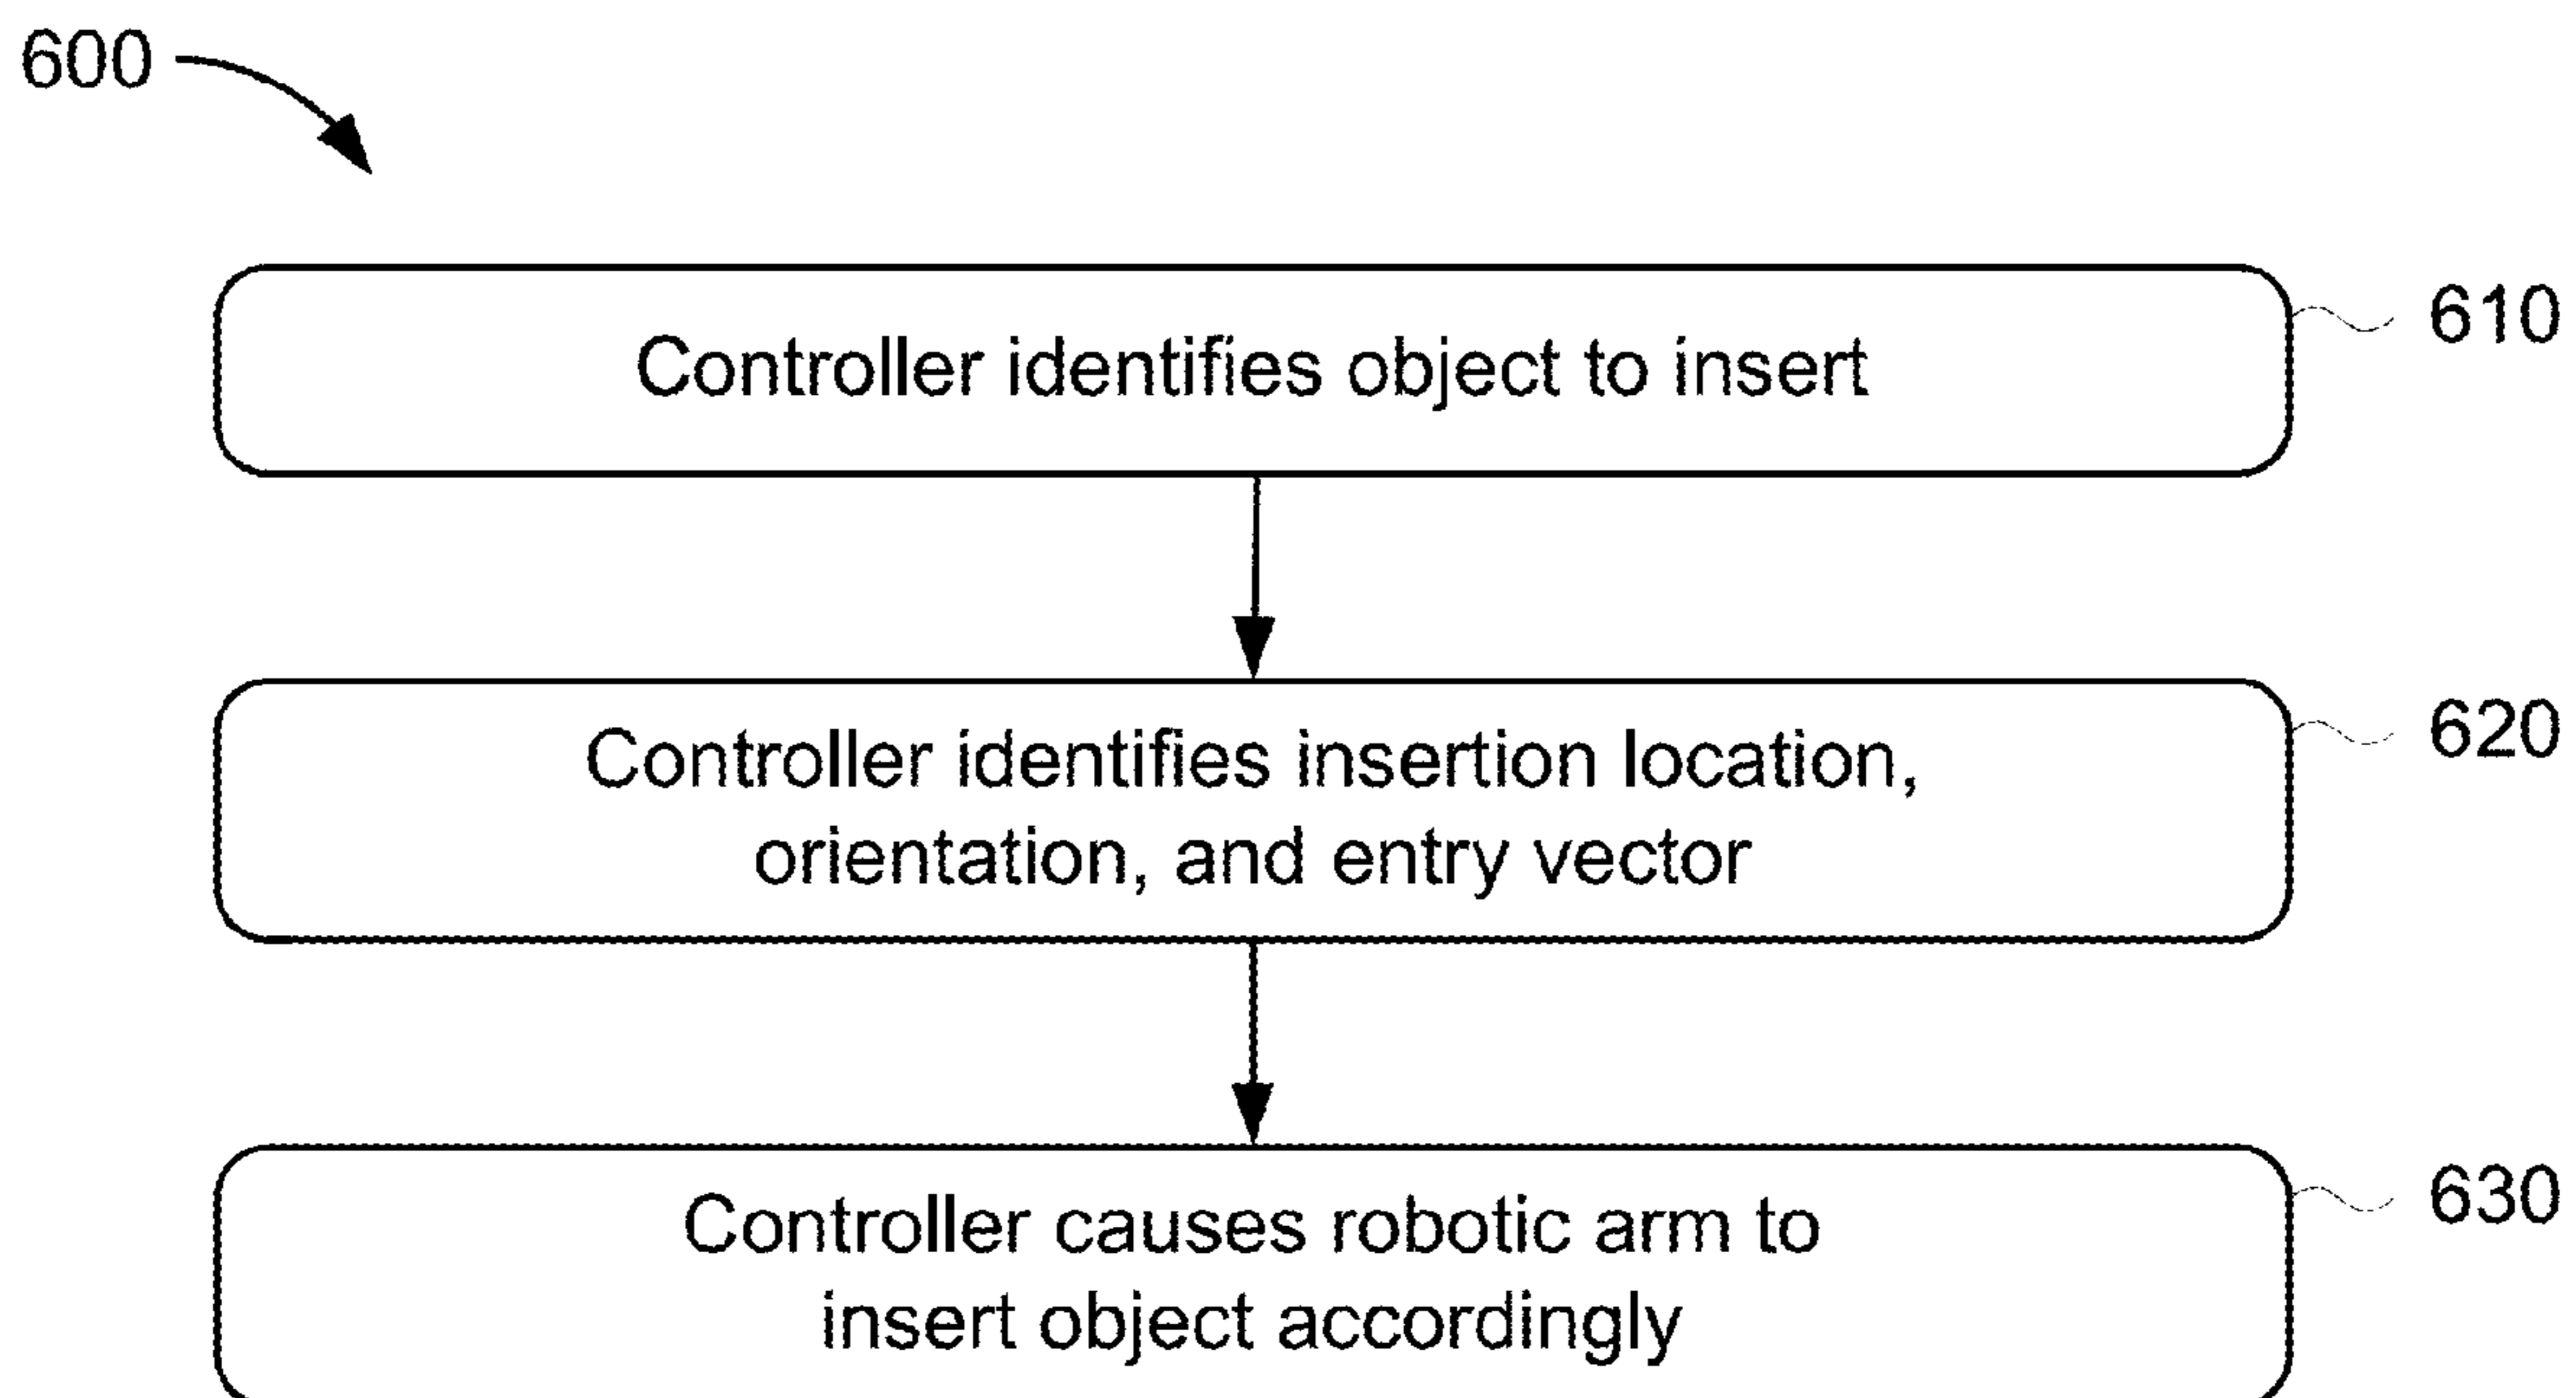 600
Controller identifies object to insert
610
Controller identifies insertion location,
orientation, and entry vector
620
Controller causes robotic arm to
insert object accordingly
630